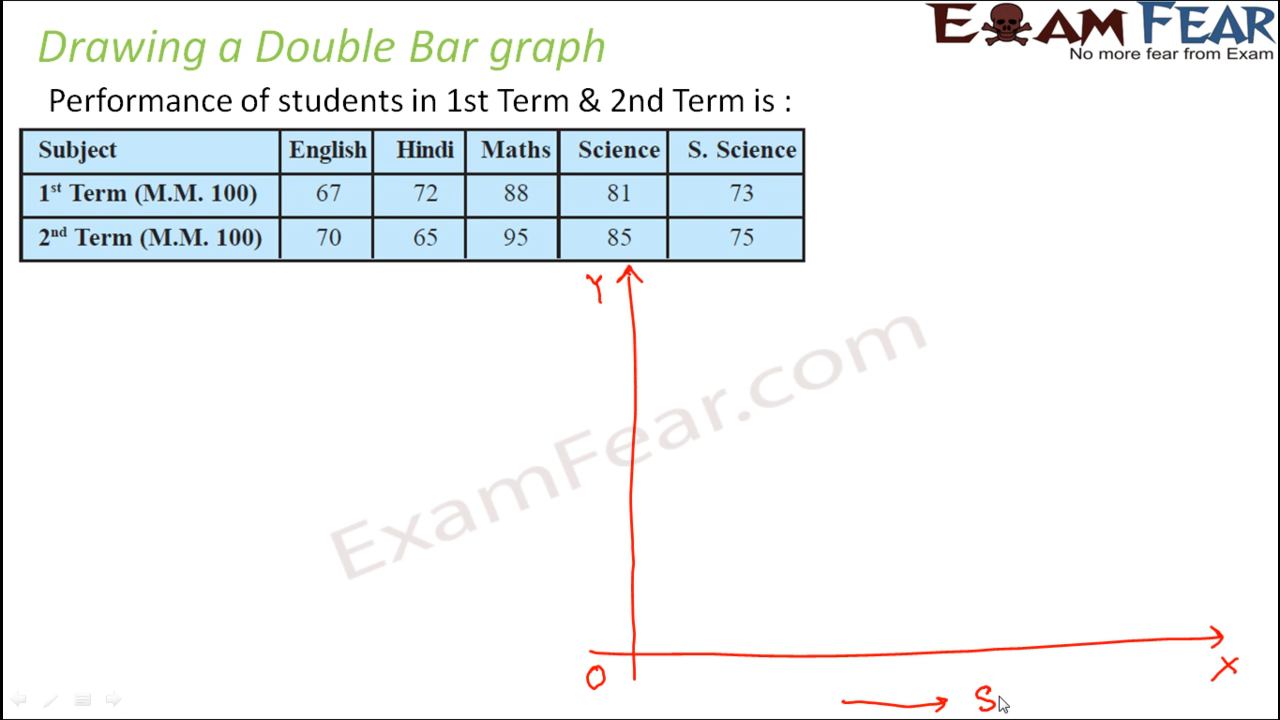 Drawing a Double Bar graph
EXAM FEAR
No more fear from Exam
Performance of students in 1st Term & 2nd Term is :
Subject English Hindi Maths Science S. Science
1st Term (M.M. 100) 67 72 88 81 73
2nd Term (M.M. 100) 70 65 95 85 75
Y
ExamFear.com
O
X
S